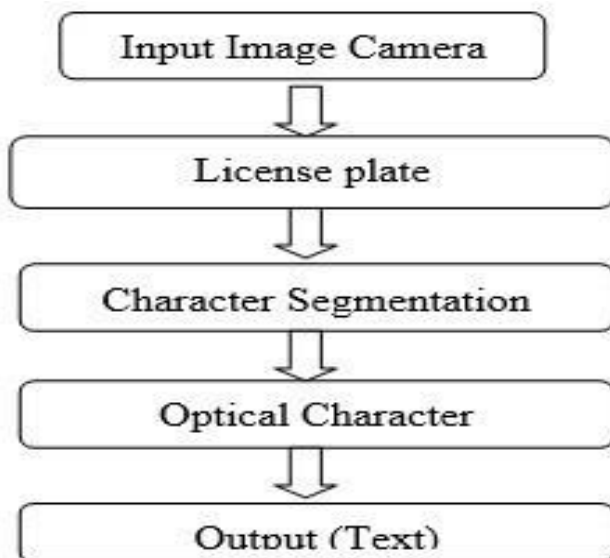 Input Image Camera
License plate
Character Segmentation
Optical Character
Output (Text)